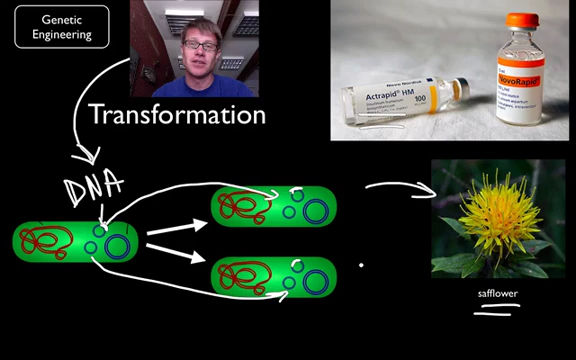 Genetic
Engineering
Transformation
DNA
Actrapid® HM
100
NovoRapid®
safflower